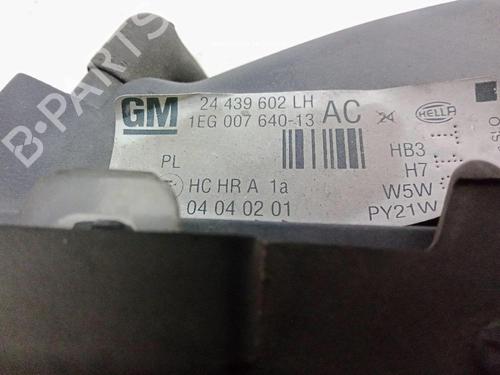 B-PARTS
GM
24 439 602 LH
1EG 007 640-13
AC
HELLA
PL
HC HR A 1a
04 04 02 01
HB3
H7
W5W
PY21W